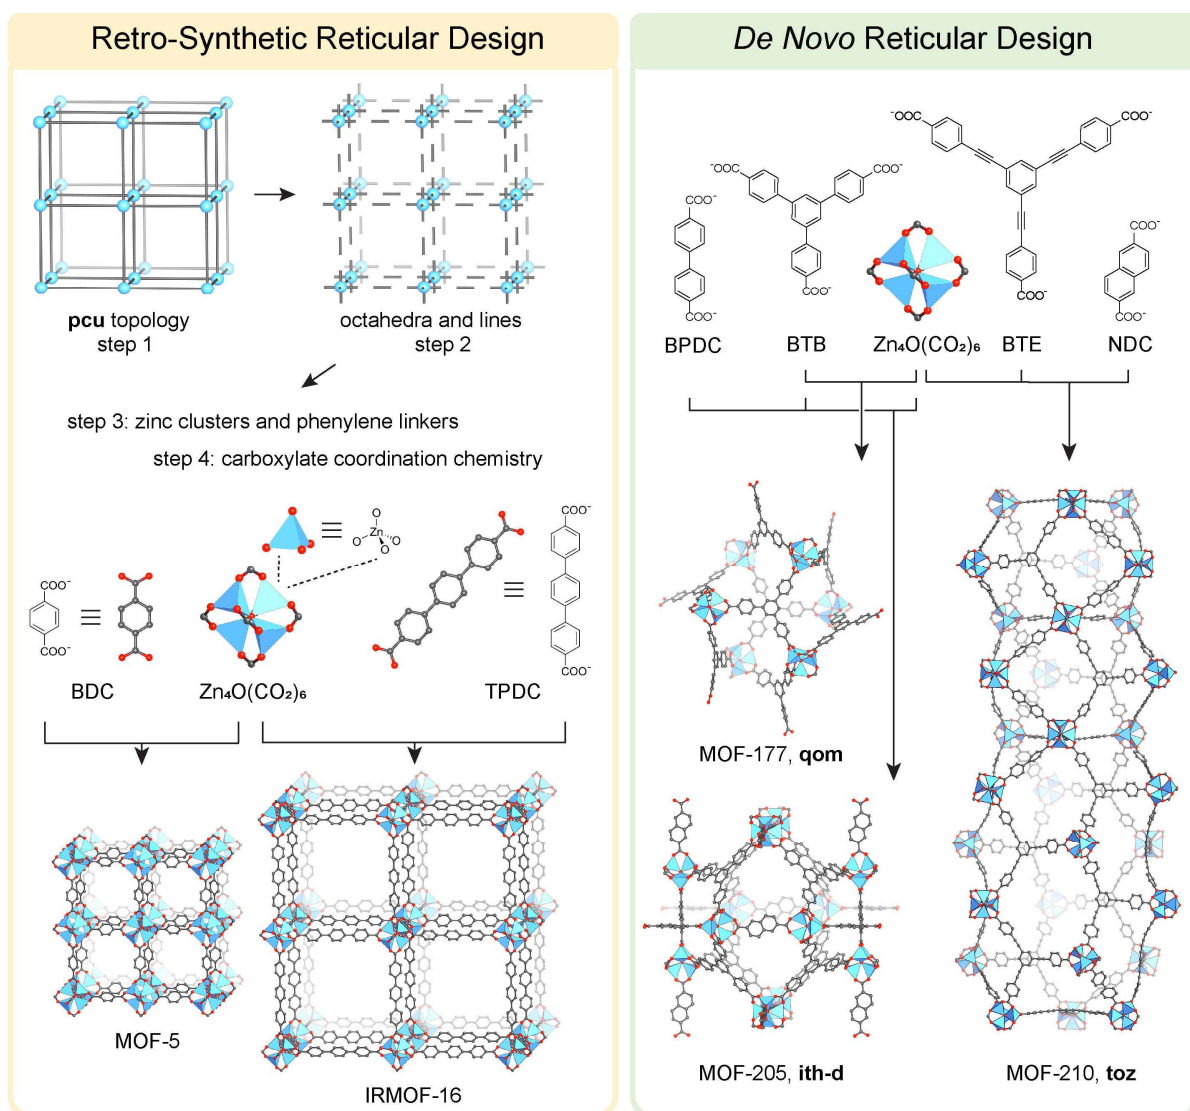 Retro-Synthetic Reticular Design
pcu topology
step 1
octahedra and lines
step 2
step 3: zinc clusters and phenylene linkers
step 4: carboxylate coordination chemistry
O
Zn
O
O
O
COO⁻
COO⁻
BDC
Zn₄O(CO₂)₆
COO⁻
COO⁻
TPDC
MOF-5
IRMOF-16
De Novo Reticular Design
COO⁻
COO⁻
BPDC
⁻OOC
COO⁻
COO⁻
BTB
Zn₄O(CO₂)₆
⁻OOC
COO⁻
COO⁻
BTE
COO⁻
COO⁻
NDC
MOF-177, qom
MOF-205, ith-d
MOF-210, toz